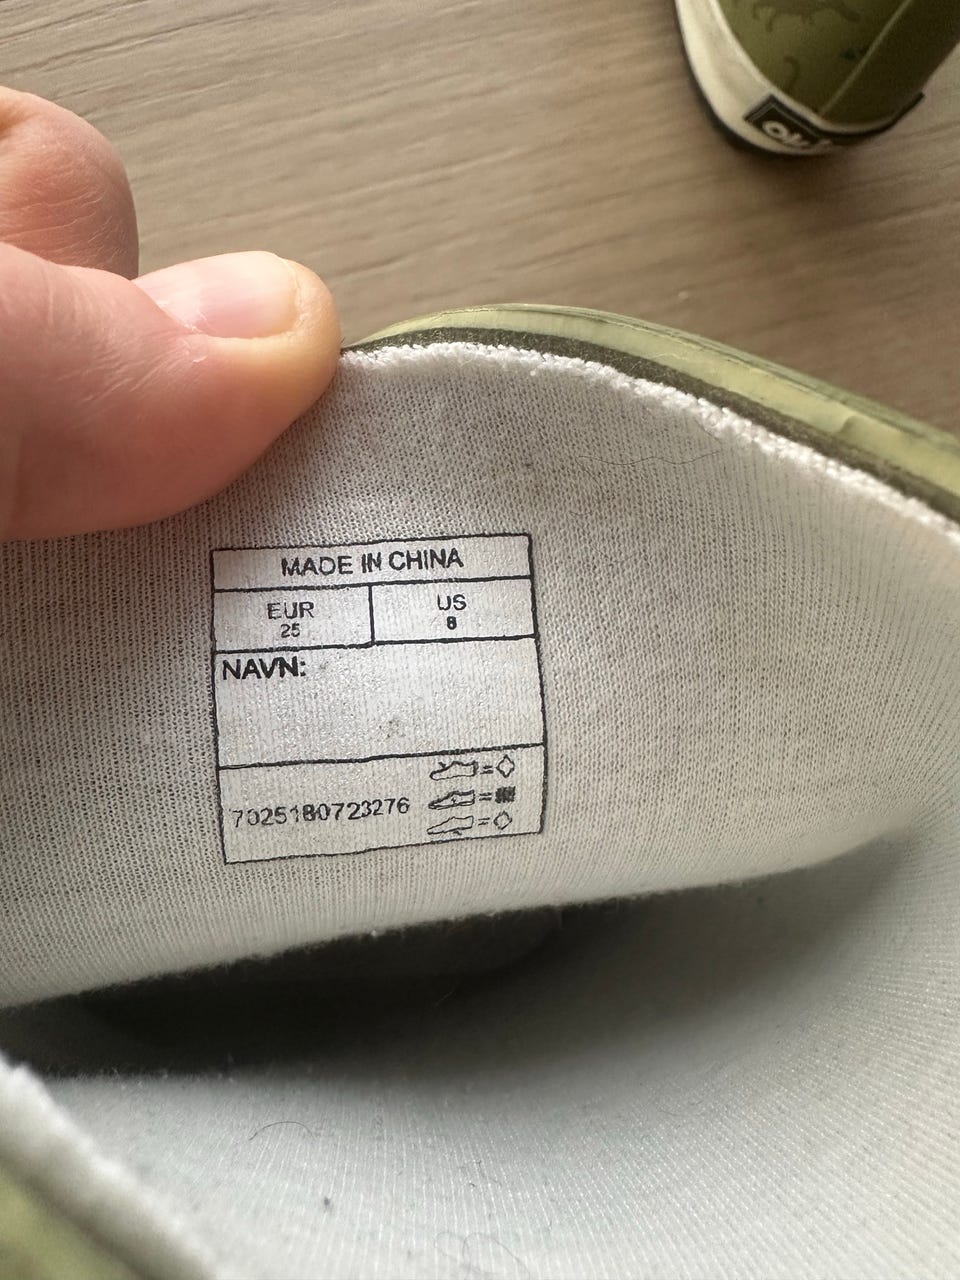 MADE IN CHINA
EUR
25
US
8
NAVN:
7025180723276
=
=
=